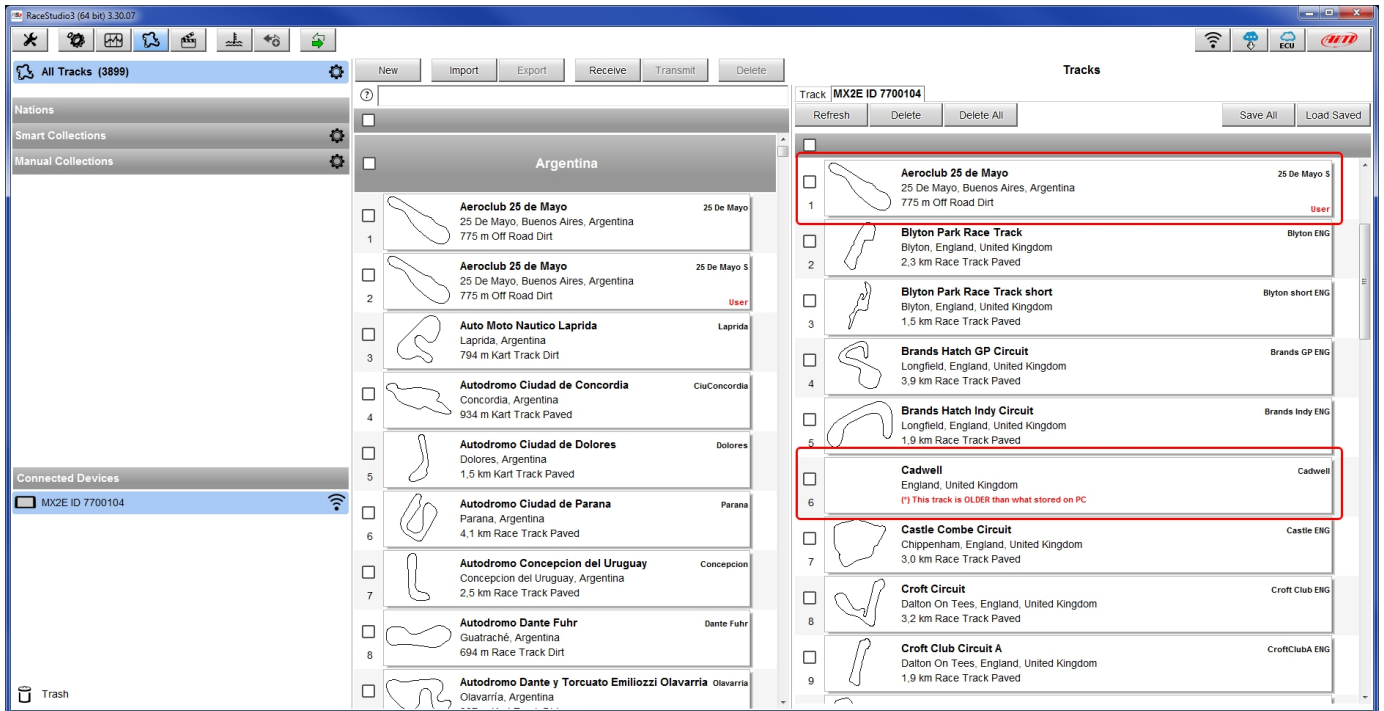 RaceStudio3 (64 bit) 3.30.07
ECU
AiM
All Tracks (3899)
Nations
Smart Collections
Manual Collections
Connected Devices
MX2E ID 7700104
Trash
New Import Export Receive Transmit Delete
?
Argentina
Aeroclub 25 de Mayo 25 De Mayo
25 De Mayo, Buenos Aires, Argentina
775 m Off Road Dirt
1
Aeroclub 25 de Mayo 25 De Mayo S
25 De Mayo, Buenos Aires, Argentina
775 m Off Road Dirt
2 User
Auto Moto Nautico Laprida Laprida
Laprida, Argentina
794 m Kart Track Dirt
3
Autodromo Ciudad de Concordia CiuConcordia
Concordia, Argentina
934 m Kart Track Paved
4
Autodromo Ciudad de Dolores Dolores
Dolores, Argentina
1,5 km Kart Track Paved
5
Autodromo Ciudad de Parana Parana
Parana, Argentina
4,1 km Race Track Paved
6
Autodromo Concepcion del Uruguay Concepcion
Concepcion del Uruguay, Argentina
2,5 km Race Track Paved
7
Autodromo Dante Fuhr Dante Fuhr
Guatraché, Argentina
694 m Race Track Dirt
8
Autodromo Dante y Torcuato Emiliozzi Olavarria Olavarria
Olavarría, Argentina
Tracks
Track MX2E ID 7700104
Refresh Delete Delete All Save All Load Saved
Aeroclub 25 de Mayo 25 De Mayo S
25 De Mayo, Buenos Aires, Argentina
775 m Off Road Dirt
1 User
Blyton Park Race Track Blyton ENG
Blyton, England, United Kingdom
2,3 km Race Track Paved
2
Blyton Park Race Track short Blyton short ENG
Blyton, England, United Kingdom
1,5 km Race Track Paved
3
Brands Hatch GP Circuit Brands GP ENG
Longfield, England, United Kingdom
3,9 km Race Track Paved
4
Brands Hatch Indy Circuit Brands Indy ENG
Longfield, England, United Kingdom
1,9 km Race Track Paved
5
Cadwell Cadwell
England, United Kingdom
(*) This track is OLDER than what stored on PC
6
Castle Combe Circuit Castle ENG
Chippenham, England, United Kingdom
3,0 km Race Track Paved
7
Croft Circuit Croft Club ENG
Dalton On Tees, England, United Kingdom
3,2 km Race Track Paved
8
Croft Club Circuit A CroftClubA ENG
Dalton On Tees, England, United Kingdom
1,9 km Race Track Paved
9